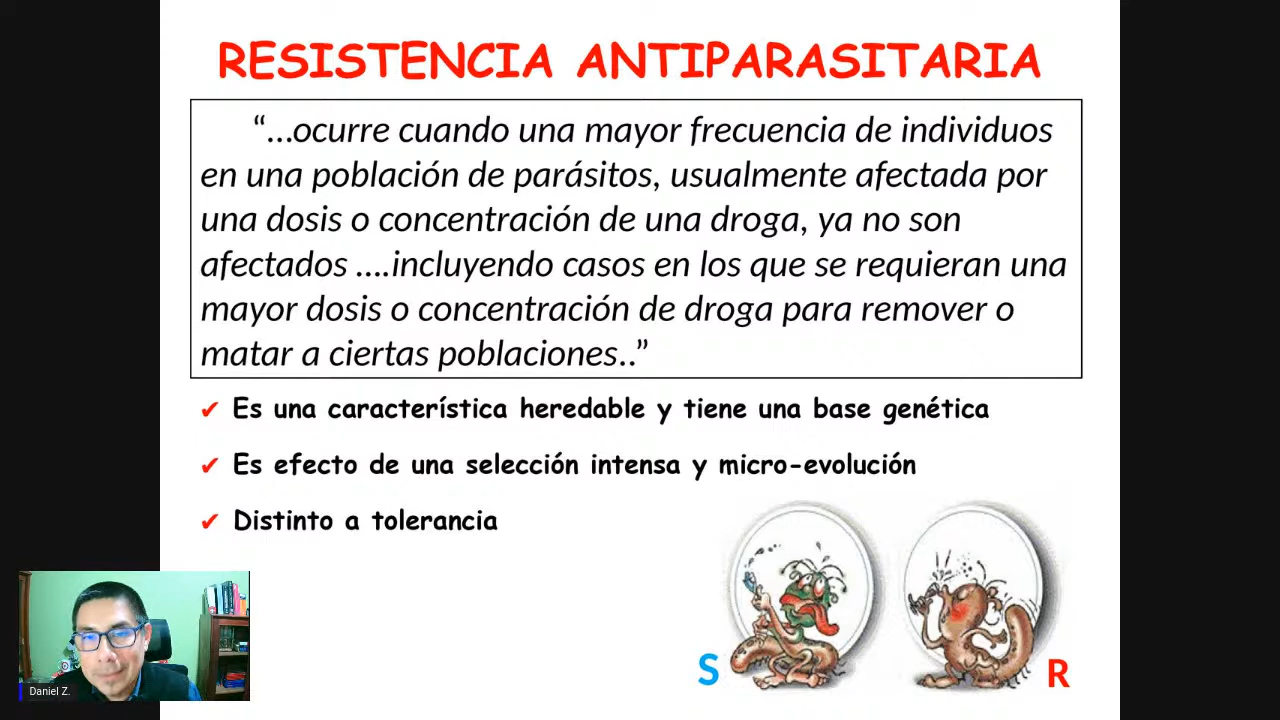 RESISTENCIA ANTIPARASITARIA
“...ocurre cuando una mayor frecuencia de individuos
en una población de parásitos, usualmente afectada por
una dosis o concentración de una droga, ya no son
afectados ....incluyendo casos en los que se requieran una
mayor dosis o concentración de droga para remover o
matar a ciertas poblaciones..”
✔ Es una característica heredable y tiene una base genética
✔ Es efecto de una selección intensa y micro-evolución
✔ Distinto a tolerancia
S
R
Daniel Z.